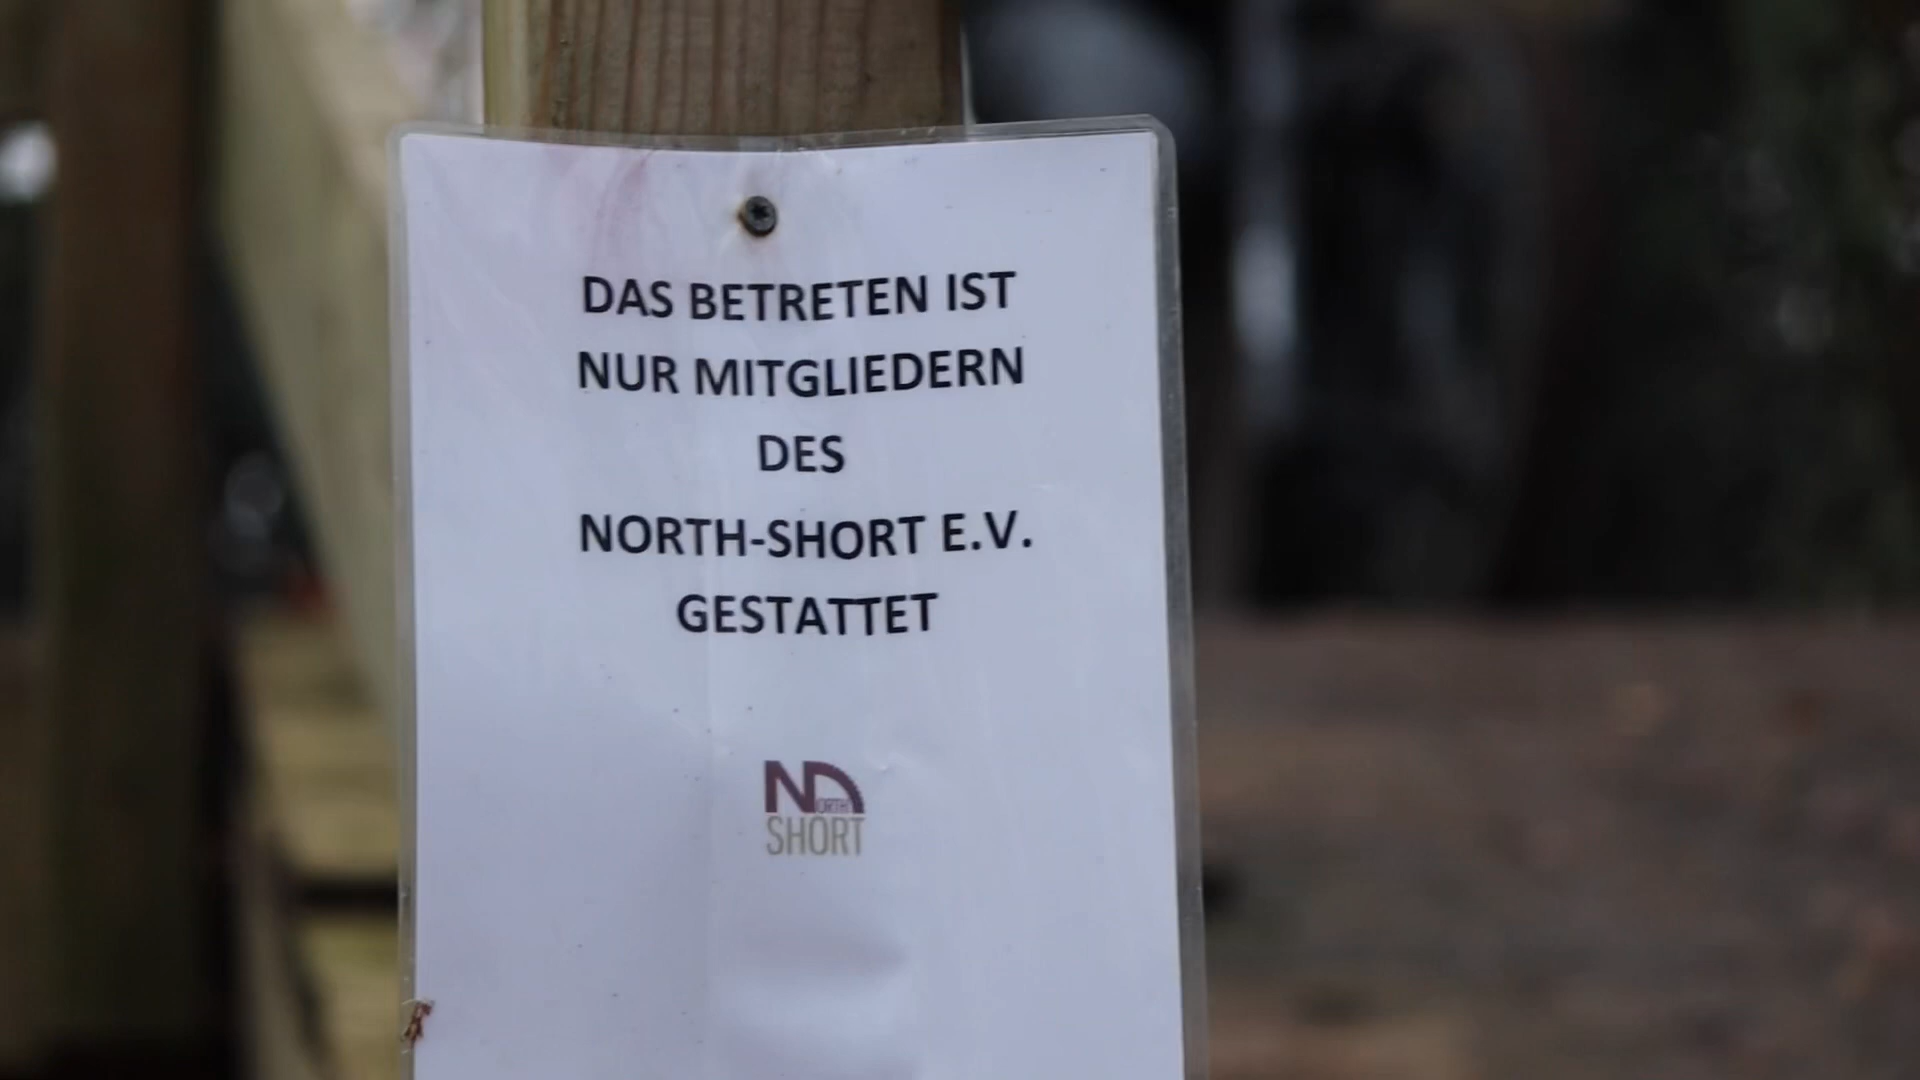 DAS BETRETEN IST
NUR MITGLIEDERN
DES
NORTH-SHORT E.V.
GESTATTET
NORTH
SHORT